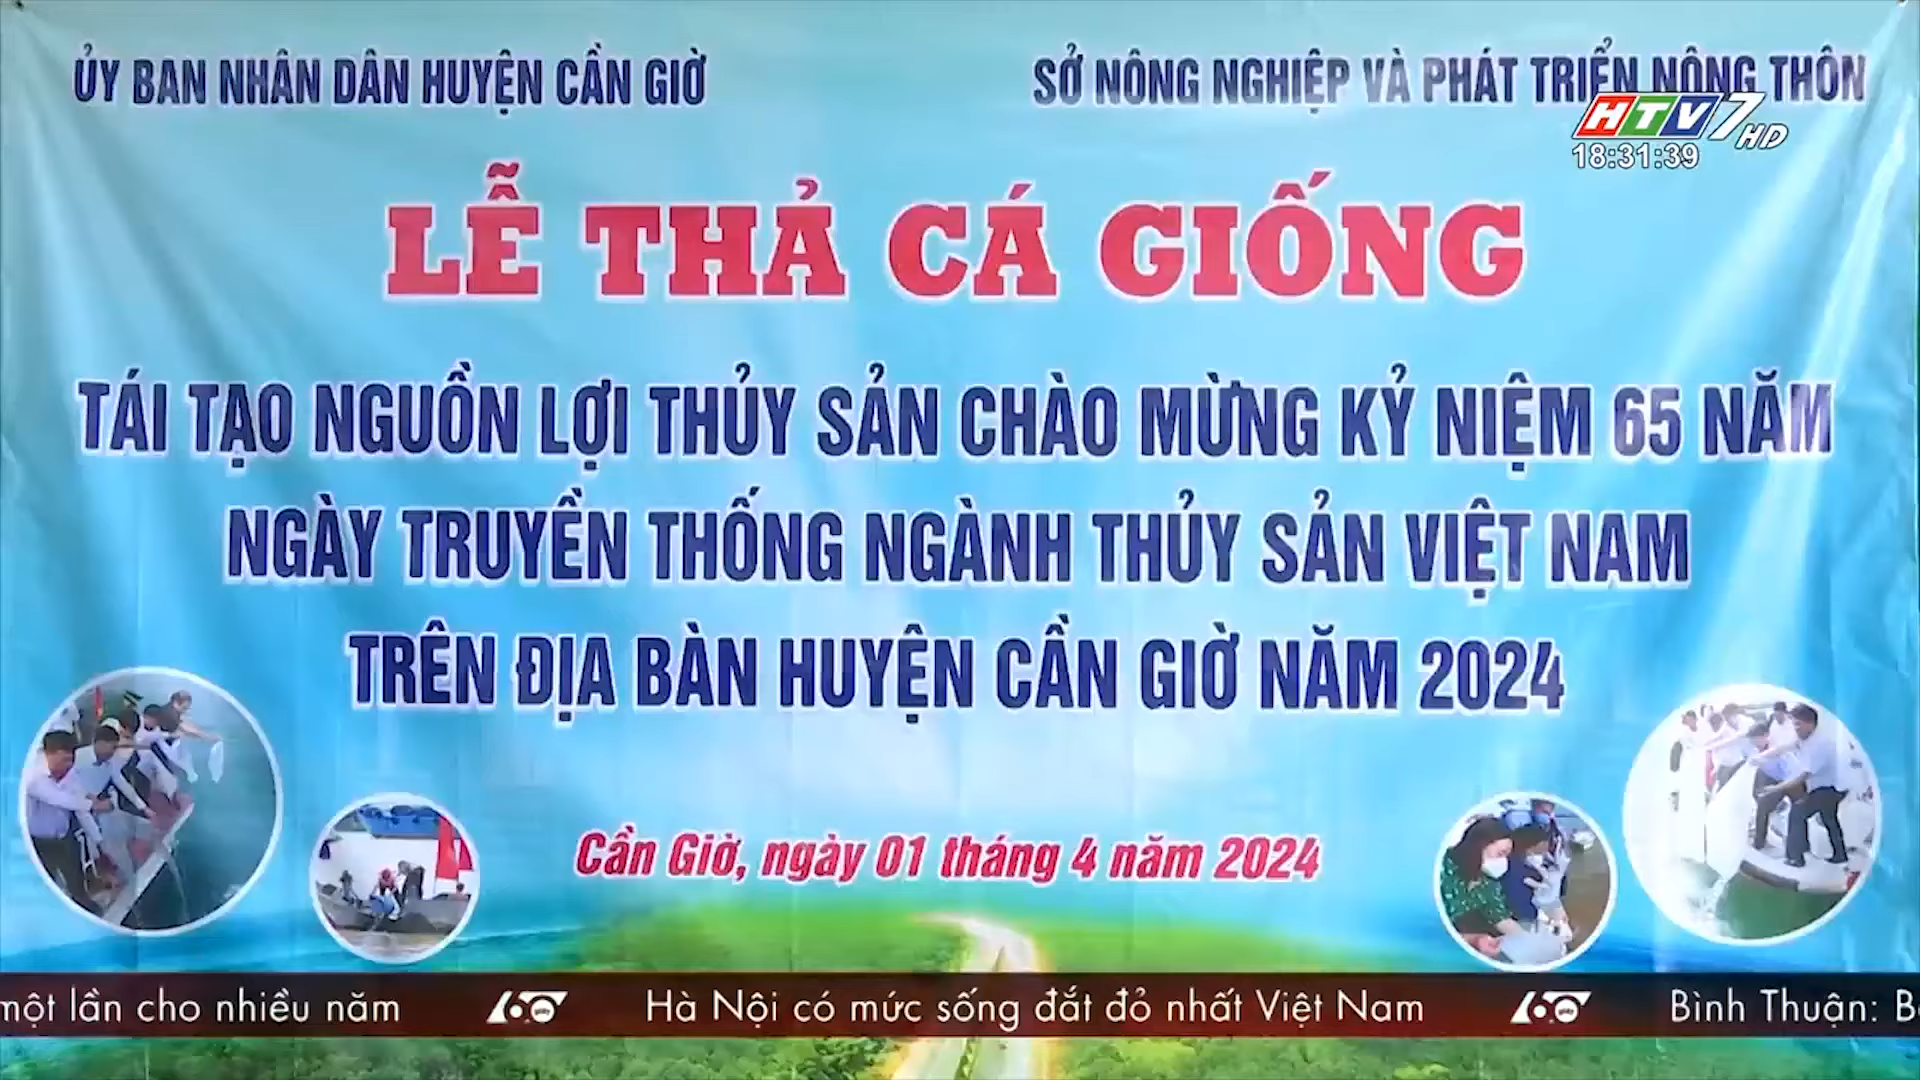 ỦY BAN NHÂN DÂN HUYỆN CẦN GIỜ
SỞ NÔNG NGHIỆP VÀ PHÁT TRIỂN NÔNG THÔN
HTV7 HD
18:31:39
LỄ THẢ CÁ GIỐNG
TÁI TẠO NGUỒN LỢI THỦY SẢN CHÀO MỪNG KỶ NIỆM 65 NĂM
NGÀY TRUYỀN THỐNG NGÀNH THỦY SẢN VIỆT NAM
TRÊN ĐỊA BÀN HUYỆN CẦN GIỜ NĂM 2024
Cần Giờ, ngày 01 tháng 4 năm 2024
một lần cho nhiều năm 60 giây Hà Nội có mức sống đắt đỏ nhất Việt Nam 60 giây Bình Thuận: